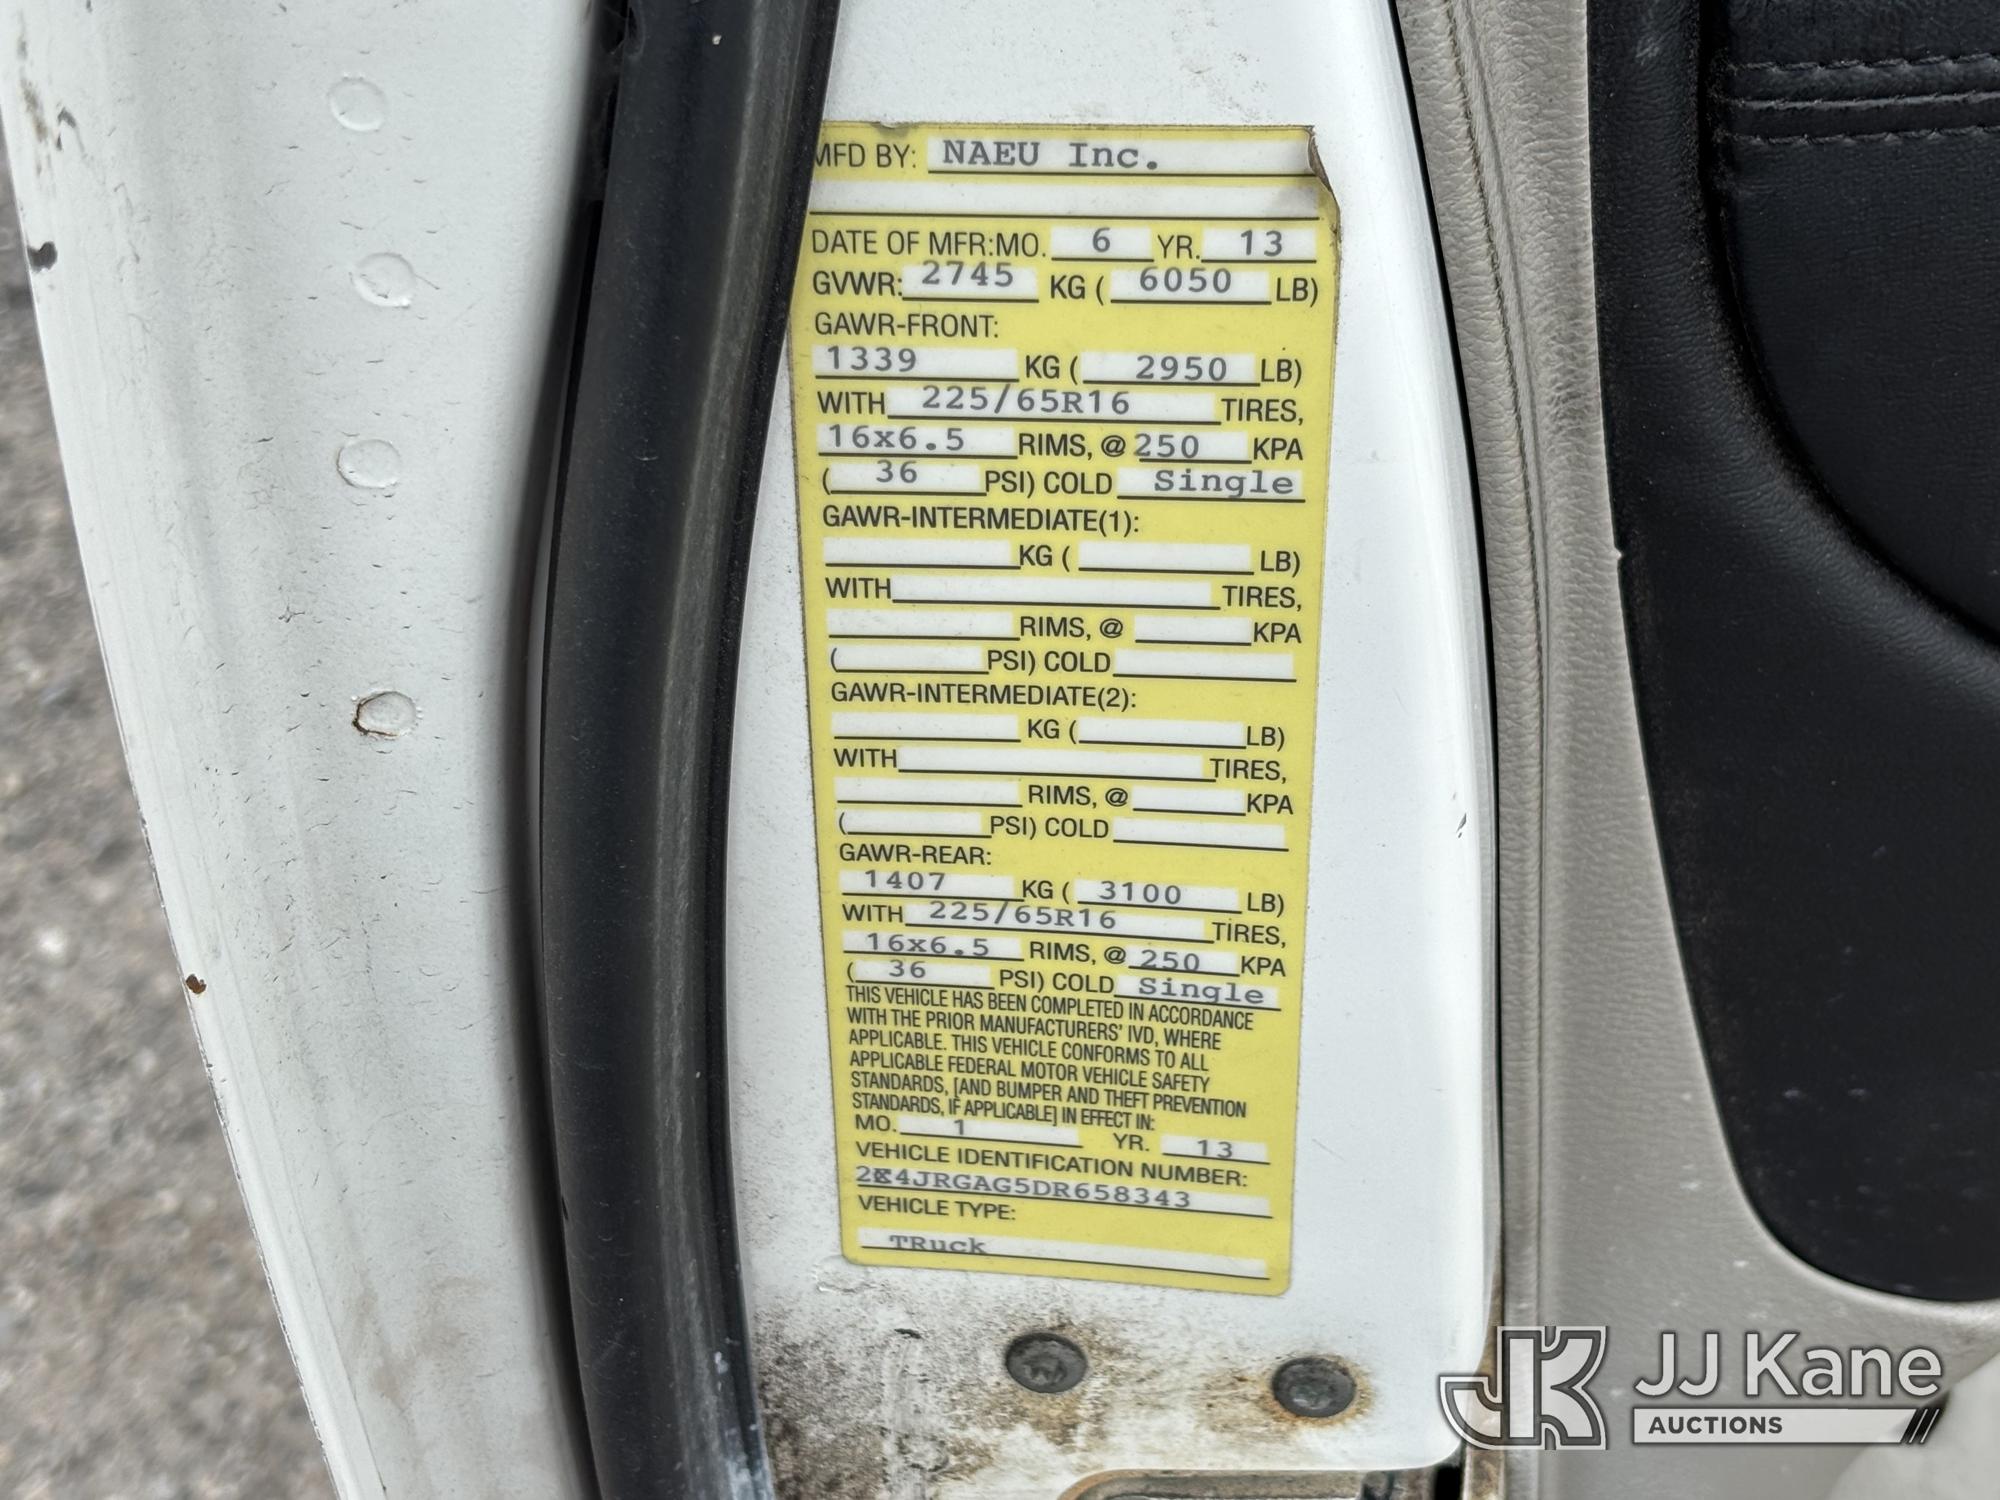 MFD BY: NAEU Inc.
DATE OF MFR:MO. 6 YR. 13
GVWR: 2745 KG ( 6050 LB)
GAWR-FRONT:
1339 KG ( 2950 LB)
WITH 225/65R16 TIRES,
16x6.5 RIMS, @ 250 KPA
( 36 PSI) COLD Single
GAWR-INTERMEDIATE(1):
KG ( LB)
WITH TIRES,
RIMS, @ KPA
( PSI) COLD
GAWR-INTERMEDIATE(2):
KG ( LB)
WITH TIRES,
RIMS, @ KPA
( PSI) COLD
GAWR-REAR:
1407 KG ( 3100 LB)
WITH 225/65R16 TIRES,
16x6.5 RIMS, @ 250 KPA
( 36 PSI) COLD Single
THIS VEHICLE HAS BEEN COMPLETED IN ACCORDANCE
WITH THE PRIOR MANUFACTURERS' IVD, WHERE
APPLICABLE. THIS VEHICLE CONFORMS TO ALL
APPLICABLE FEDERAL MOTOR VEHICLE SAFETY
STANDARDS, [AND BUMPER AND THEFT PREVENTION
STANDARDS, IF APPLICABLE] IN EFFECT IN:
MO. 1 YR. 13
VEHICLE IDENTIFICATION NUMBER:
VEHICLE TYPE:
TRuck
JK JJ Kane
AUCTIONS